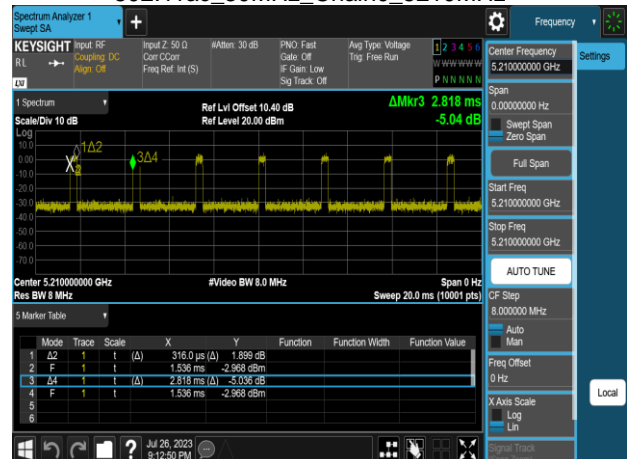 Spectrum Analyzer 1
Swept SA
Frequency
KEYSIGHT
RL
LXI
Input: RF
Coupling: DC
Align: Off
Input Z: 50 Ω
Corr CCorr
Freq Ref: Int (S)
#Atten: 30 dB
PNO: Fast
Gate: Off
IF Gain: Low
Sig Track: Off
Avg Type: Voltage
Trig: Free Run
1 2 3 4 5 6
W W W W W W
P N N N N N
1 Spectrum
Scale/Div 10 dB
Ref Lvl Offset 10.40 dB
Ref Level 20.00 dBm
ΔMkr3 2.818 ms
-5.04 dB
Log
10.0
0.00
-10.0
-20.0
-30.0
-40.0
-50.0
-60.0
-70.0
1Δ2
3Δ4
Center 5.210000000 GHz
Res BW 8 MHz
#Video BW 8.0 MHz
Span 0 Hz
Sweep 20.0 ms (10001 pts)
5 Marker Table
Mode Trace Scale X Y Function Function Width Function Value
1 Δ2 1 t (Δ) 316.0 µs (Δ) 1.899 dB
2 F 1 t 1.536 ms -2.968 dBm
3 Δ4 1 t (Δ) 2.818 ms (Δ) -5.036 dB
4 F 1 t 1.536 ms -2.968 dBm
5
6
Jul 26, 2023
9:12:50 PM
Center Frequency
5.210000000 GHz
Settings
Span
0.00000000 Hz
Swept Span
Zero Span
Full Span
Start Freq
5.210000000 GHz
Stop Freq
5.210000000 GHz
AUTO TUNE
CF Step
8.000000 MHz
Auto
Man
Freq Offset
0 Hz
X Axis Scale
Log
Lin
Local
Signal Track